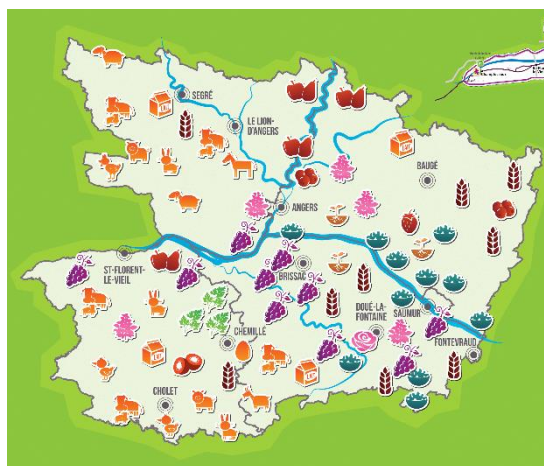 SEGRÉ
LE LION-
D'ANGERS
BAUGÉ
ANGERS
ST-FLORENT-
LE-VIEIL
BRISSAC
DOUÉ-LA-
FONTAINE
SAUMUR
CHEMILLÉ
FONTEVRAUD
CHOLET